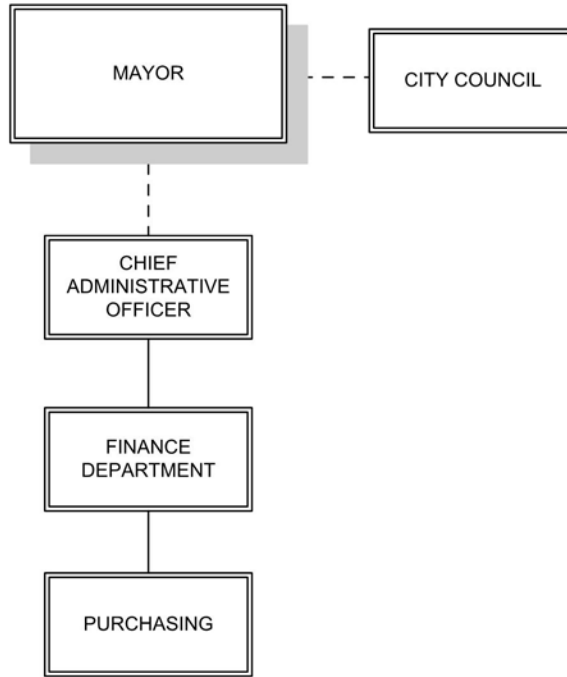 MAYOR
CITY COUNCIL
CHIEF
ADMINISTRATIVE
OFFICER
FINANCE
DEPARTMENT
PURCHASING